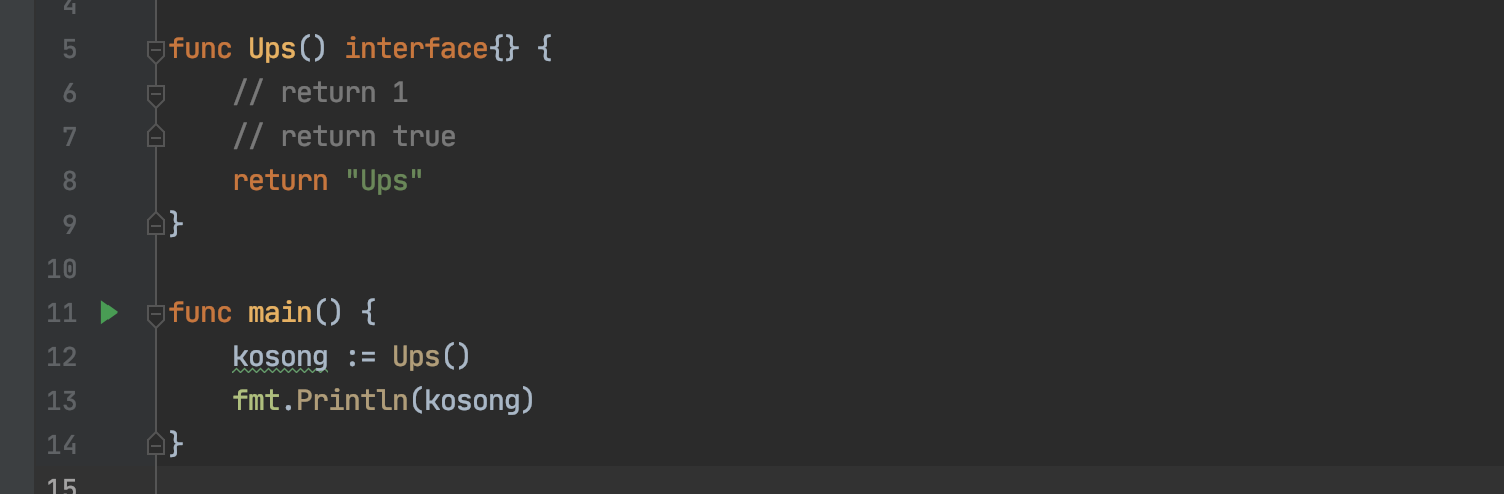 4
5 func Ups() interface{} {
6 // return 1
7 // return true
8 return "Ups"
9 }
10
11 func main() {
12 kosong := Ups()
13 fmt.Println(kosong)
14 }
15